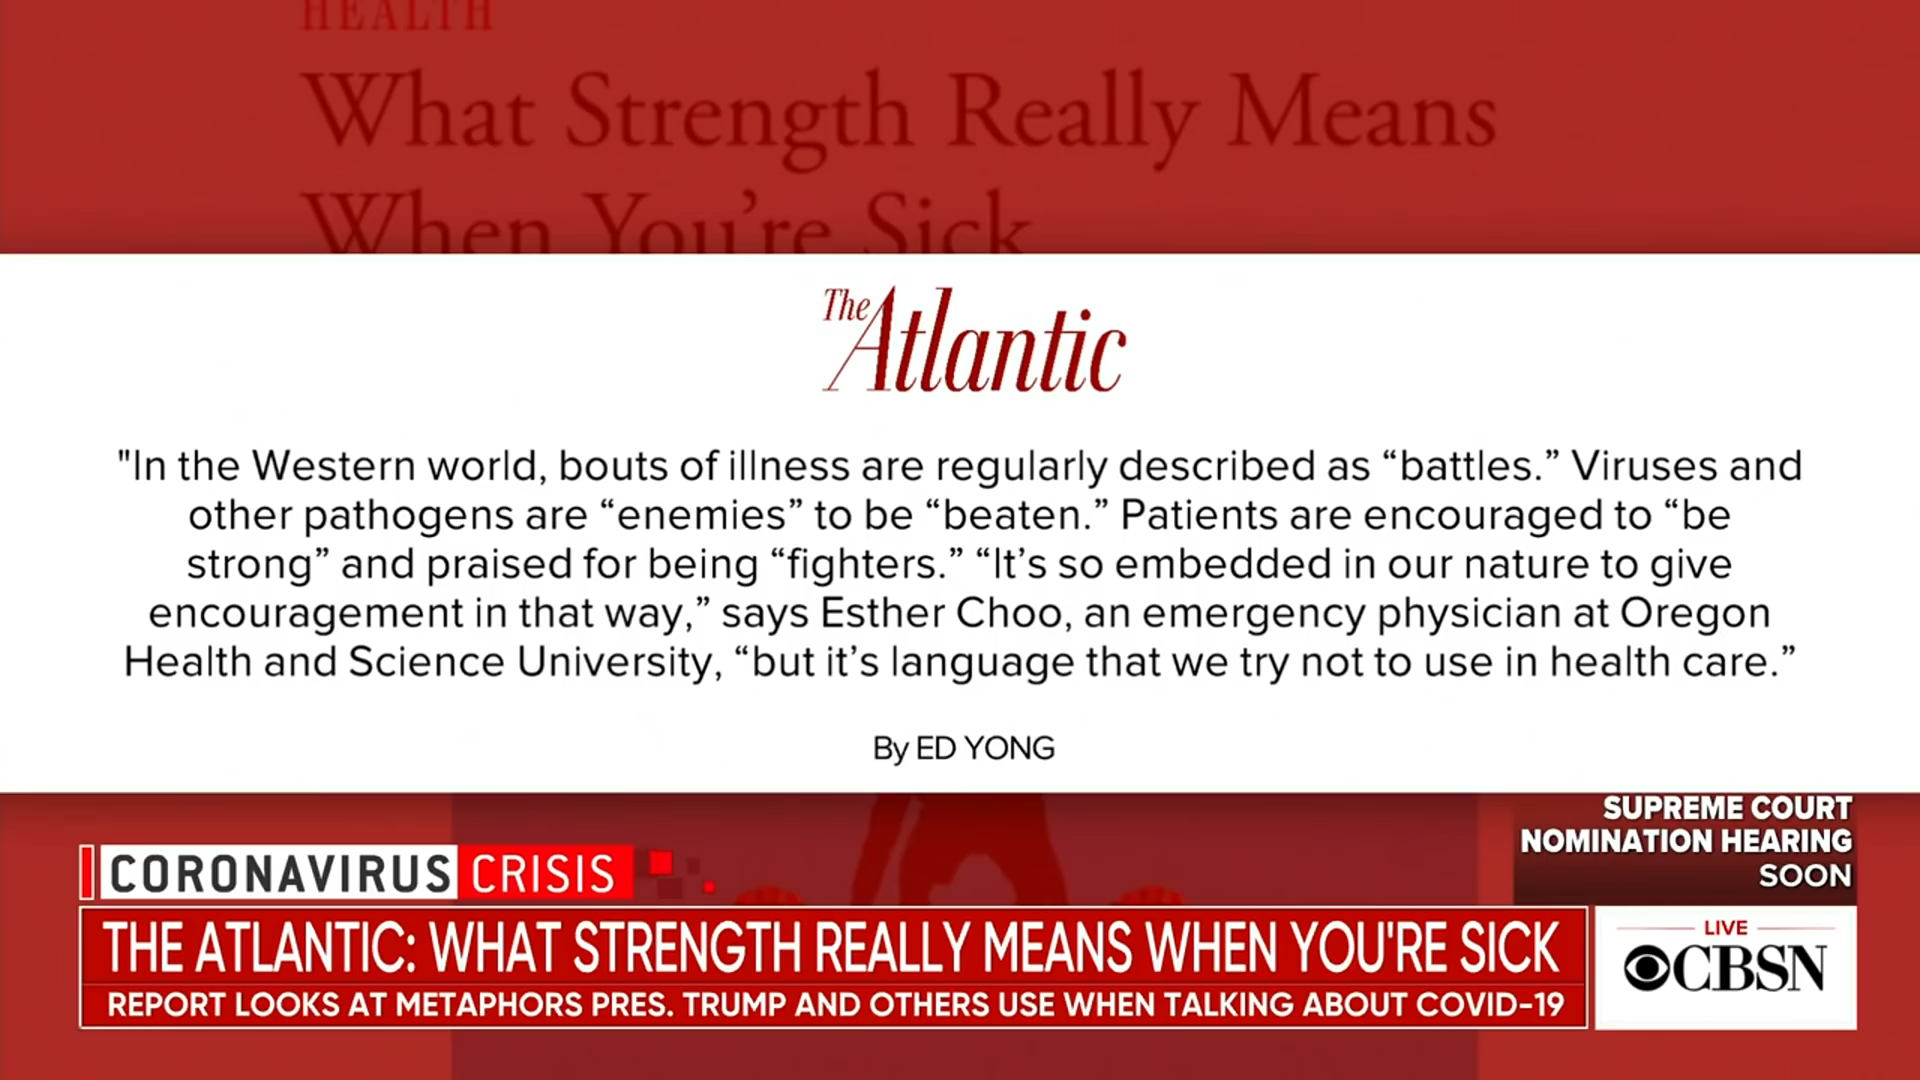 HEALTH
What Strength Really Means
When You're Sick
The Atlantic
"In the Western world, bouts of illness are regularly described as “battles.” Viruses and
other pathogens are “enemies” to be “beaten.” Patients are encouraged to “be
strong” and praised for being “fighters.” “It’s so embedded in our nature to give
encouragement in that way,” says Esther Choo, an emergency physician at Oregon
Health and Science University, “but it’s language that we try not to use in health care.”
By ED YONG
SUPREME COURT
NOMINATION HEARING
SOON
CORONAVIRUS CRISIS
THE ATLANTIC: WHAT STRENGTH REALLY MEANS WHEN YOU'RE SICK
REPORT LOOKS AT METAPHORS PRES. TRUMP AND OTHERS USE WHEN TALKING ABOUT COVID-19
LIVE
CBSN